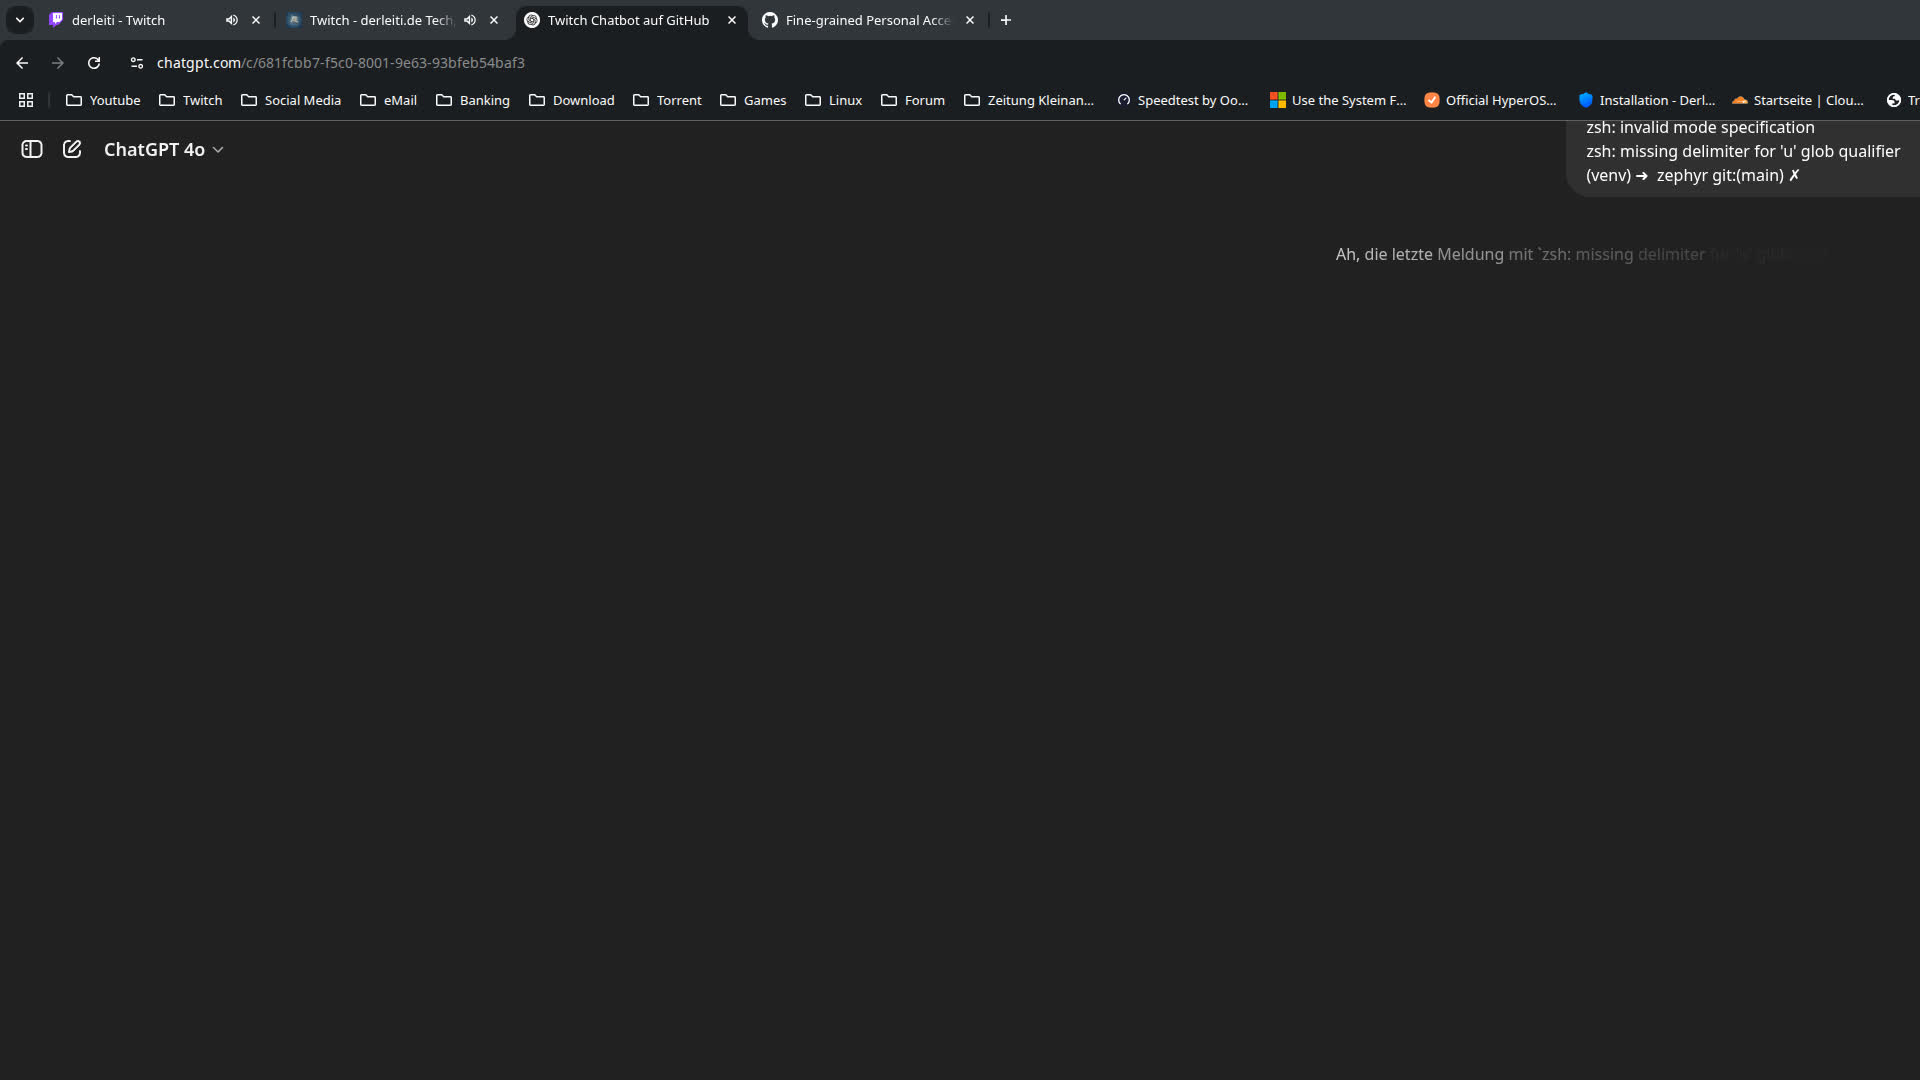 derleiti - Twitch
Twitch - derleiti.de Tech
Twitch Chatbot auf GitHub
Fine-grained Personal Acce
chatgpt.com/c/681fcbb7-f5c0-8001-9e63-93bfeb54baf3
Youtube Twitch Social Media eMail Banking Download Torrent Games Linux Forum Zeitung Kleinan... Speedtest by Oo... Use the System F... Official HyperOS... Installation - Derl... Startseite | Clou... Tr
ChatGPT 4o
zsh: invalid mode specification
zsh: missing delimiter for 'u' glob qualifier
(venv) ➜ zephyr git:(main) ✗
Ah, die letzte Meldung mit `zsh: missing delimiter